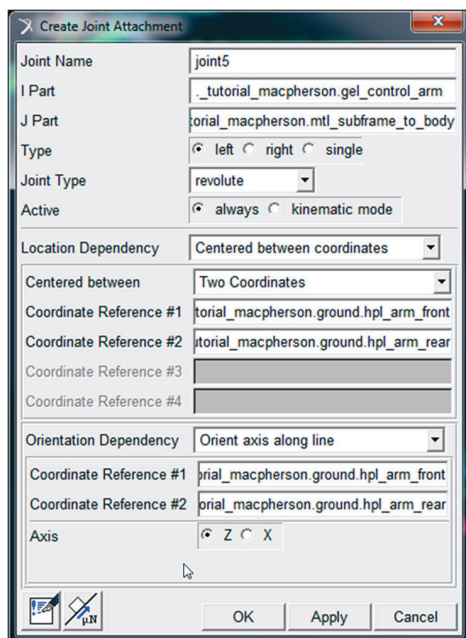 Create Joint Attachment
Joint Name joint5
I Part ._tutorial_macpherson.gel_control_arm
J Part torial_macpherson.mtl_subframe_to_body
Type left right single
Joint Type revolute
Active always kinematic mode
Location Dependency Centered between coordinates
Centered between Two Coordinates
Coordinate Reference #1 torial_macpherson.ground.hpl_arm_front
Coordinate Reference #2 utorial_macpherson.ground.hpl_arm_rear
Coordinate Reference #3
Coordinate Reference #4
Orientation Dependency Orient axis along line
Coordinate Reference #1 orial_macpherson.ground.hpl_arm_front
Coordinate Reference #2 orial_macpherson.ground.hpl_arm_rear
Axis Z X
μN OK Apply Cancel